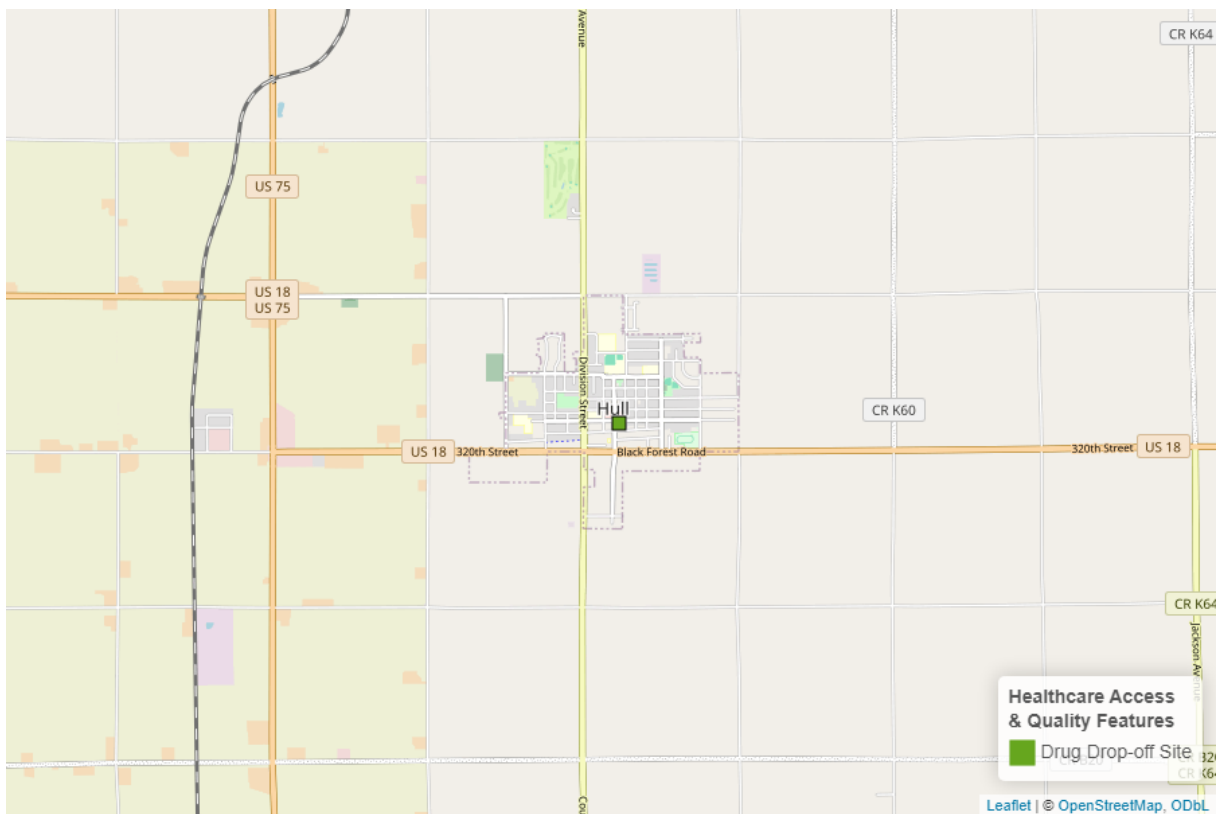 Avenue
CR K64
US 75
US 18
US 75
Division Street
Hull
CR K60
US 18
320th Street
Black Forest Road
320th Street
US 18
CR K64
Jackson Avenue
Healthcare Access
& Quality Features
Drug Drop-off Site
CR K64
Leaflet | © OpenStreetMap, ODbL